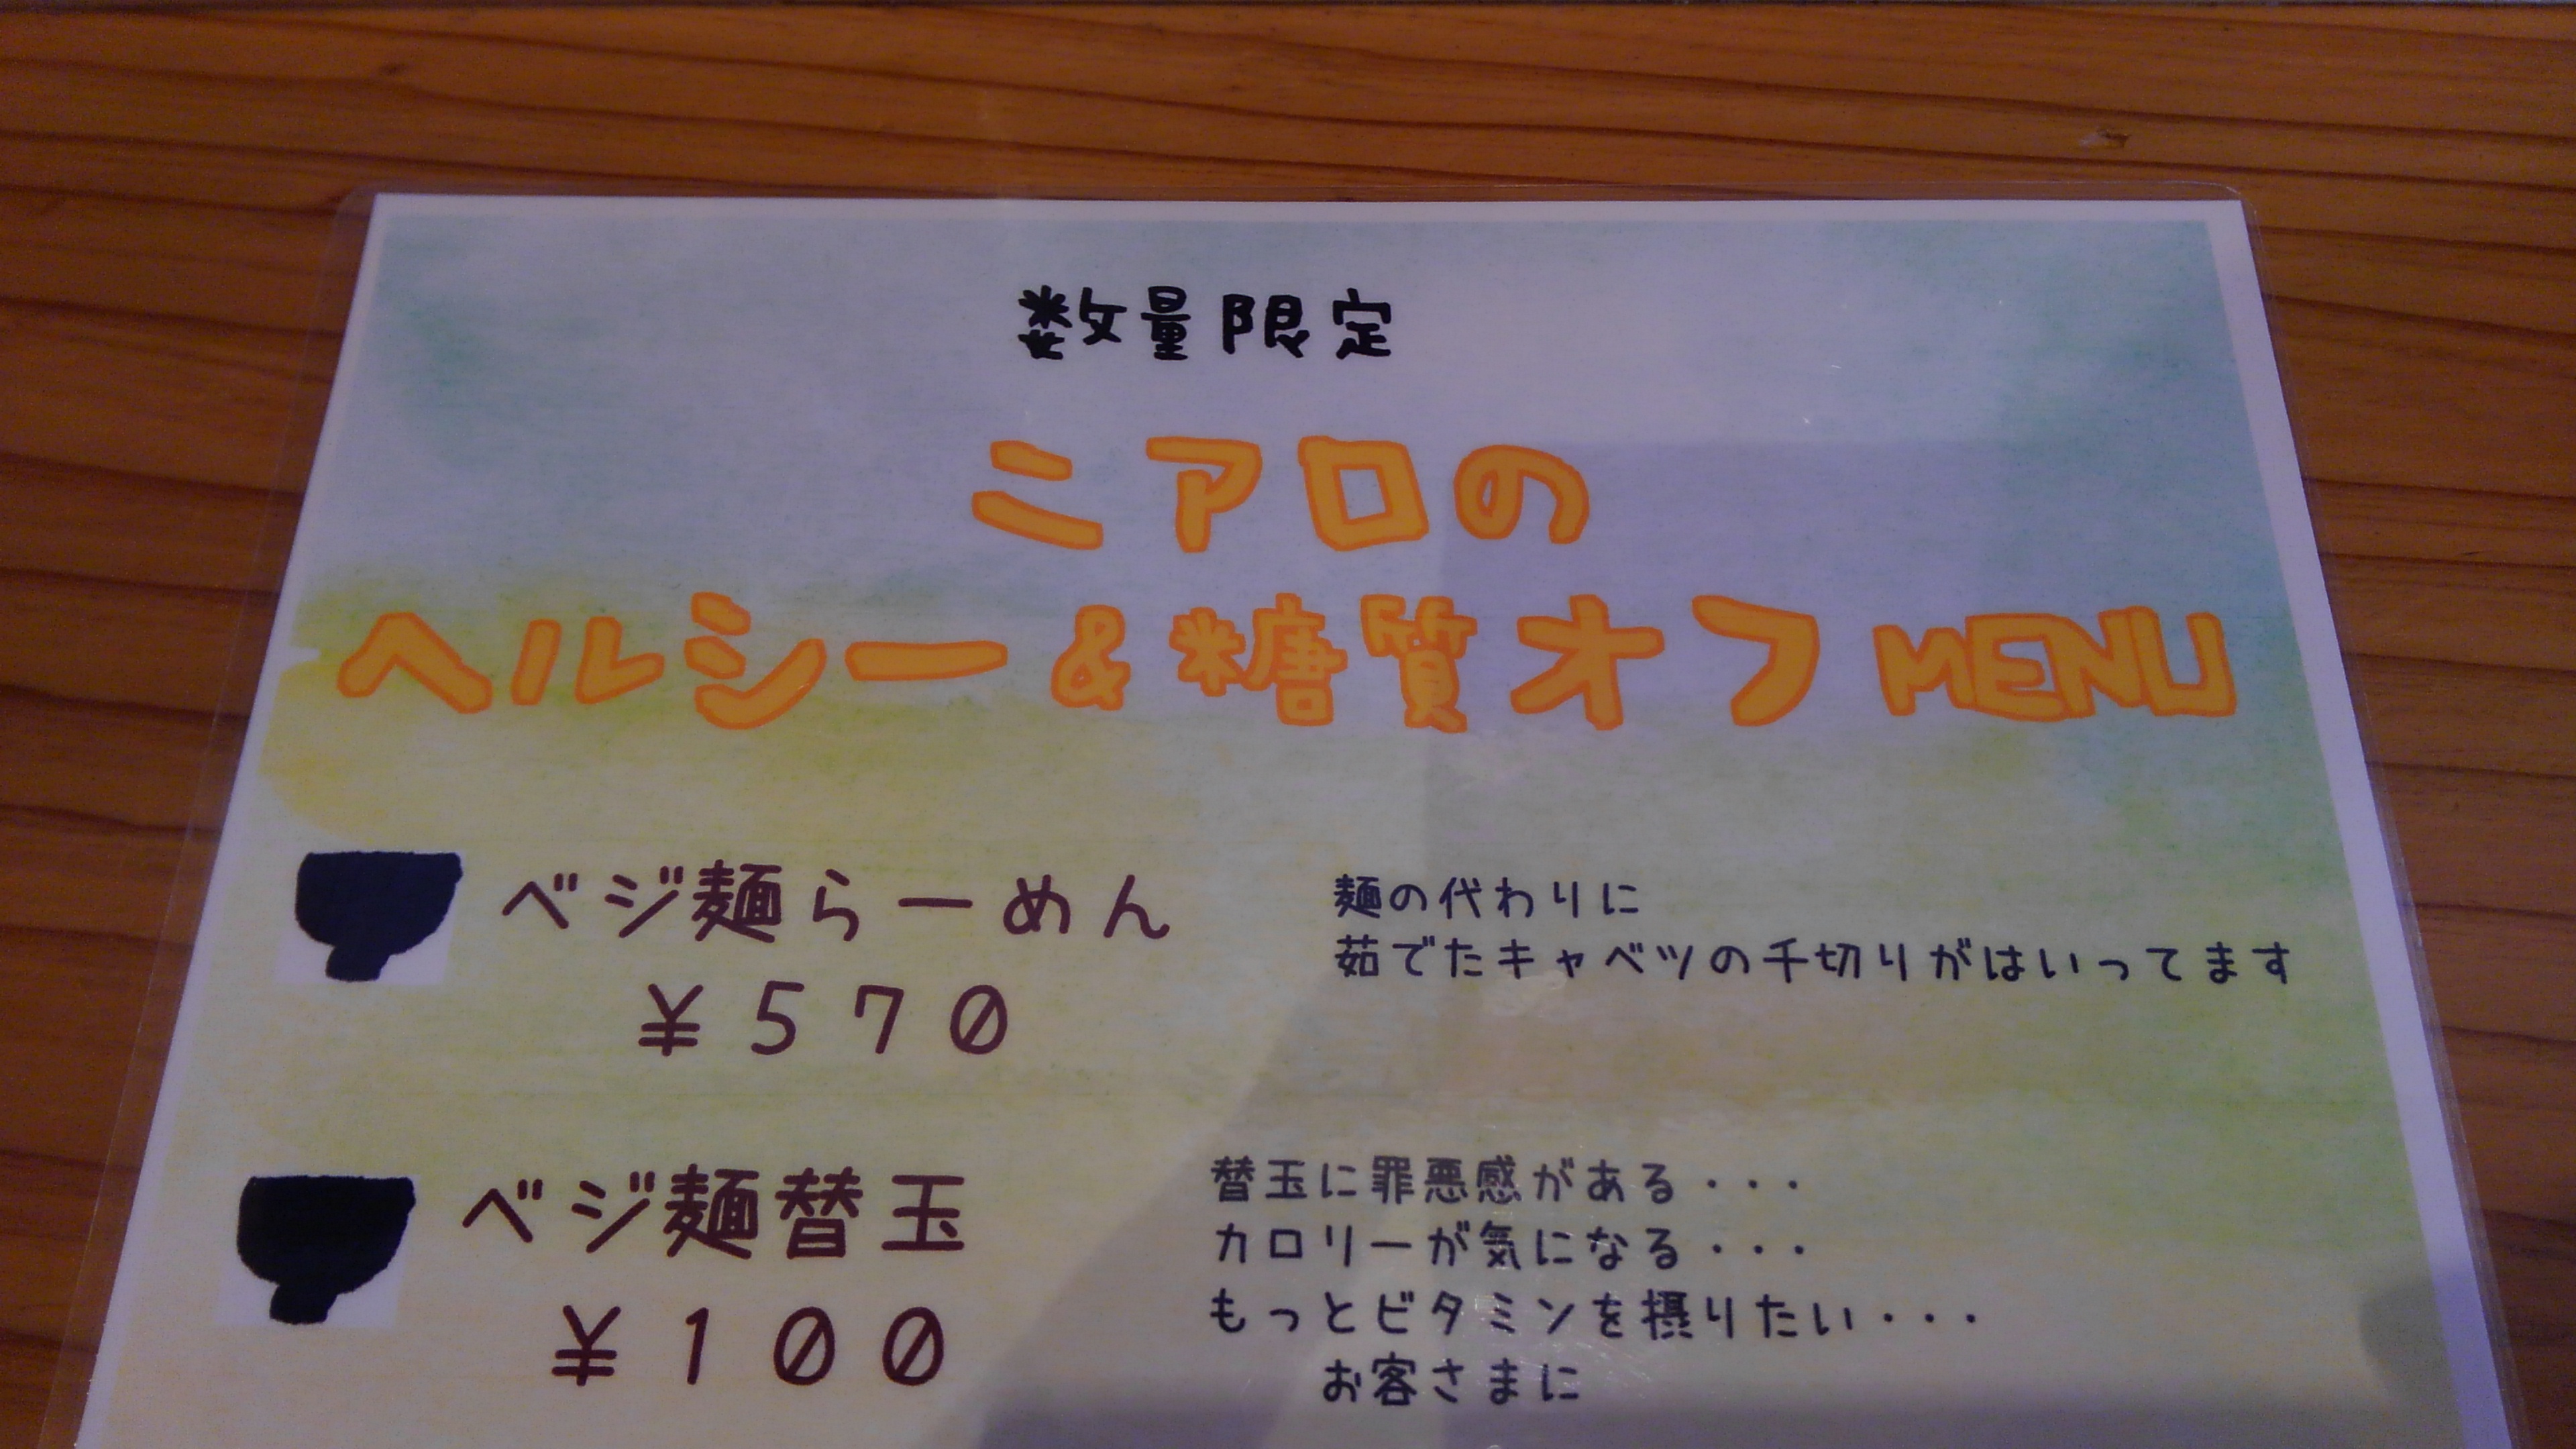 数量限定
ニアロの
ヘルシー&糖質オフMENU
ベジ麺らーめん
¥570
麺の代わりに
茹でたキャベツの千切りがはいってます
ベジ麺替玉
¥100
替玉に罪悪感がある・・・
カロリーが気になる・・・
もっとビタミンを摂りたい・・・
お客さまに